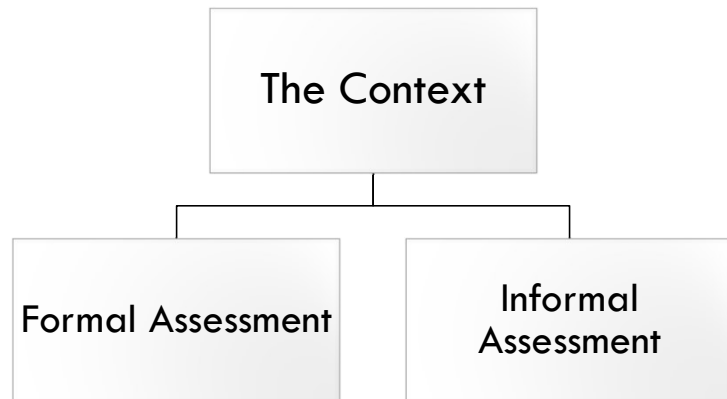 The Context
Formal Assessment
Informal
Assessment